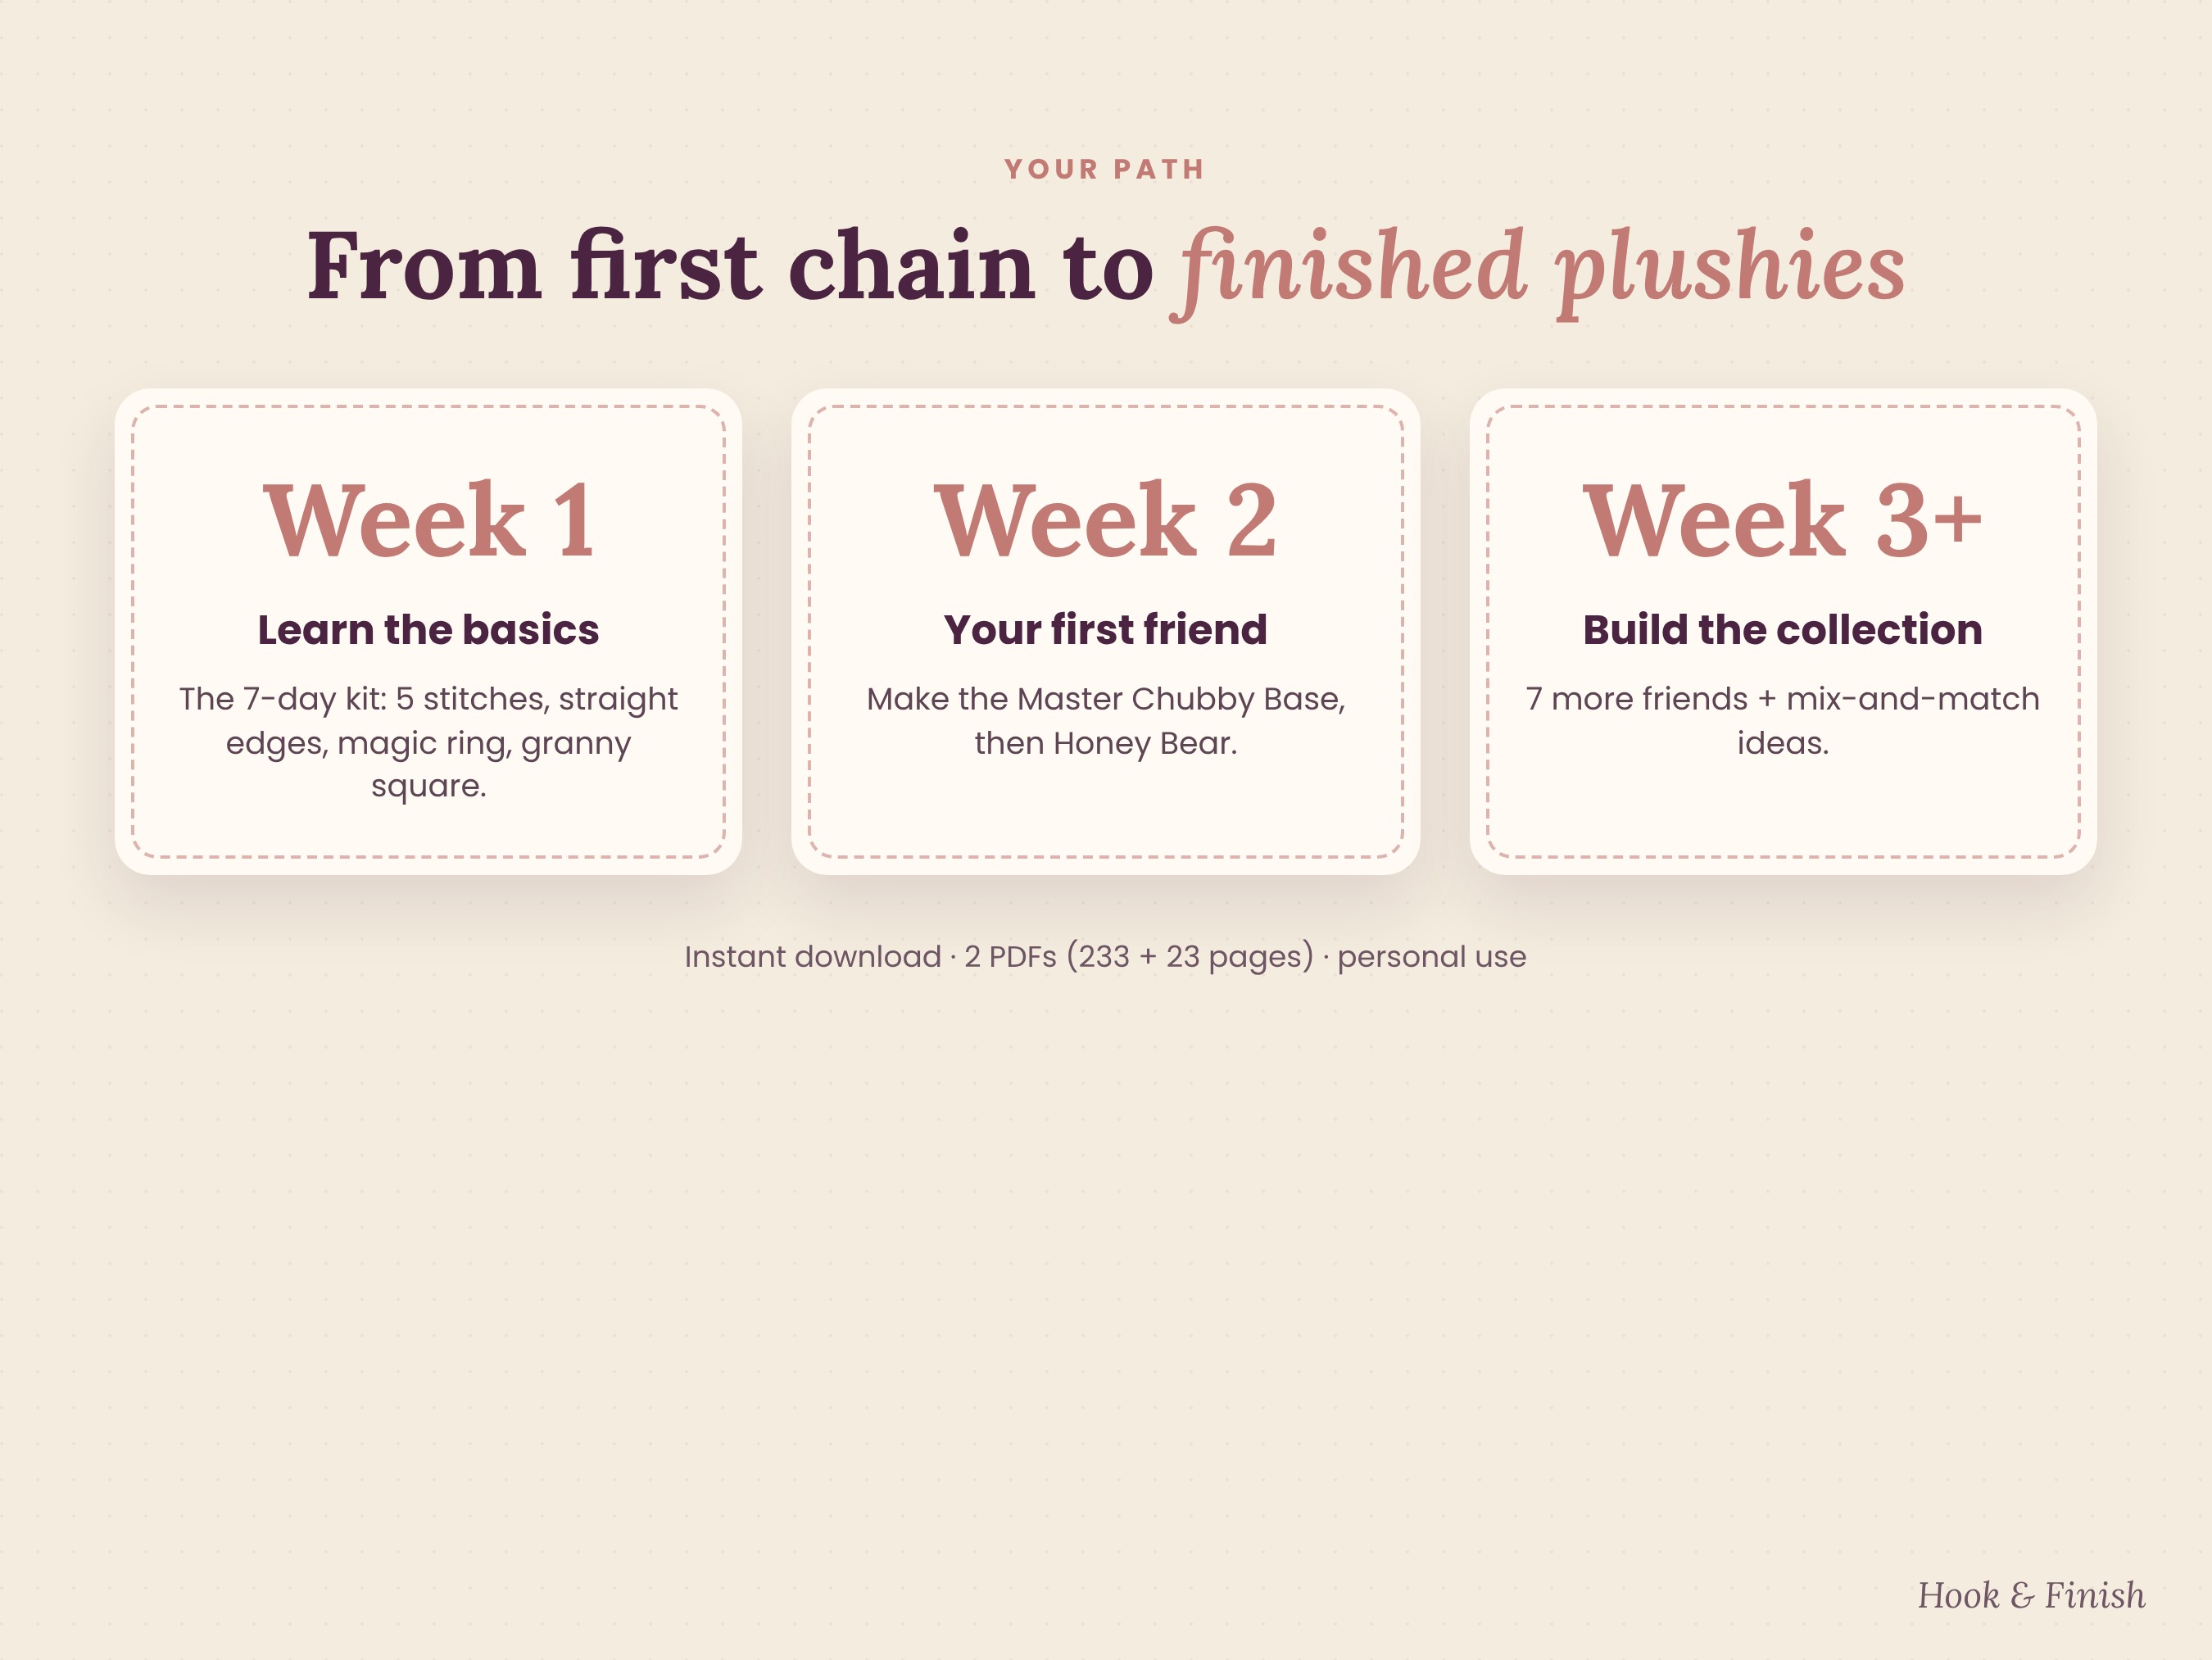 YOUR PATH
From first chain to finished plushies
Week 1
Learn the basics
The 7-day kit: 5 stitches, straight
edges, magic ring, granny
square.
Week 2
Your first friend
Make the Master Chubby Base,
then Honey Bear.
Week 3+
Build the collection
7 more friends + mix-and-match
ideas.
Instant download · 2 PDFs (233 + 23 pages) · personal use
Hook & Finish